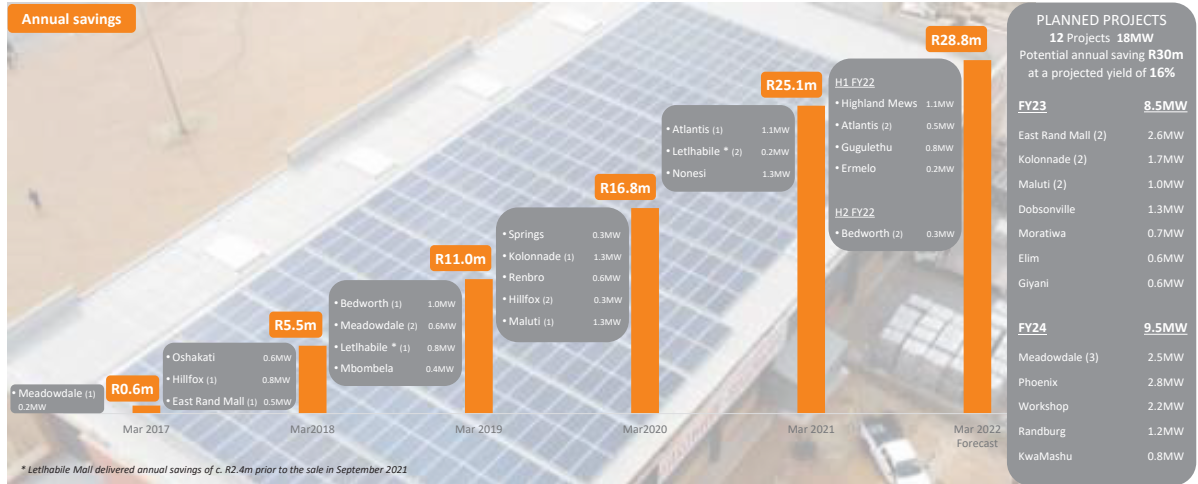 Annual savings
• Meadowdale (1)
0.2MW
R0.6m
Mar 2017
• Oshakati 0.6MW
• Hillfox (1) 0.8MW
• East Rand Mall (1) 0.5MW
R5.5m
Mar2018
• Bedworth (1) 1.0MW
• Meadowdale (2) 0.6MW
• Letlhabile * (1) 0.8MW
• Mbombela 0.4MW
R11.0m
Mar 2019
• Springs 0.3MW
• Kolonnade (1) 1.3MW
• Renbro 0.6MW
• Hillfox (2) 0.3MW
• Maluti (1) 1.3MW
R16.8m
Mar2020
• Atlantis (1) 1.1MW
• Letlhabile * (2) 0.2MW
• Nonesi 1.3MW
R25.1m
Mar 2021
H1 FY22
• Highland Mews 1.1MW
• Atlantis (2) 0.5MW
• Gugulethu 0.8MW
• Ermelo 0.2MW
H2 FY22
• Bedworth (2) 0.3MW
R28.8m
Mar 2022
Forecast
* Letlhabile Mall delivered annual savings of c. R2.4m prior to the sale in September 2021
PLANNED PROJECTS
12 Projects 18MW
Potential annual saving R30m
at a projected yield of 16%
FY23 8.5MW
East Rand Mall (2) 2.6MW
Kolonnade (2) 1.7MW
Maluti (2) 1.0MW
Dobsonville 1.3MW
Moratiwa 0.7MW
Elim 0.6MW
Giyani 0.6MW
FY24 9.5MW
Meadowdale (3) 2.5MW
Phoenix 2.8MW
Workshop 2.2MW
Randburg 1.2MW
KwaMashu 0.8MW